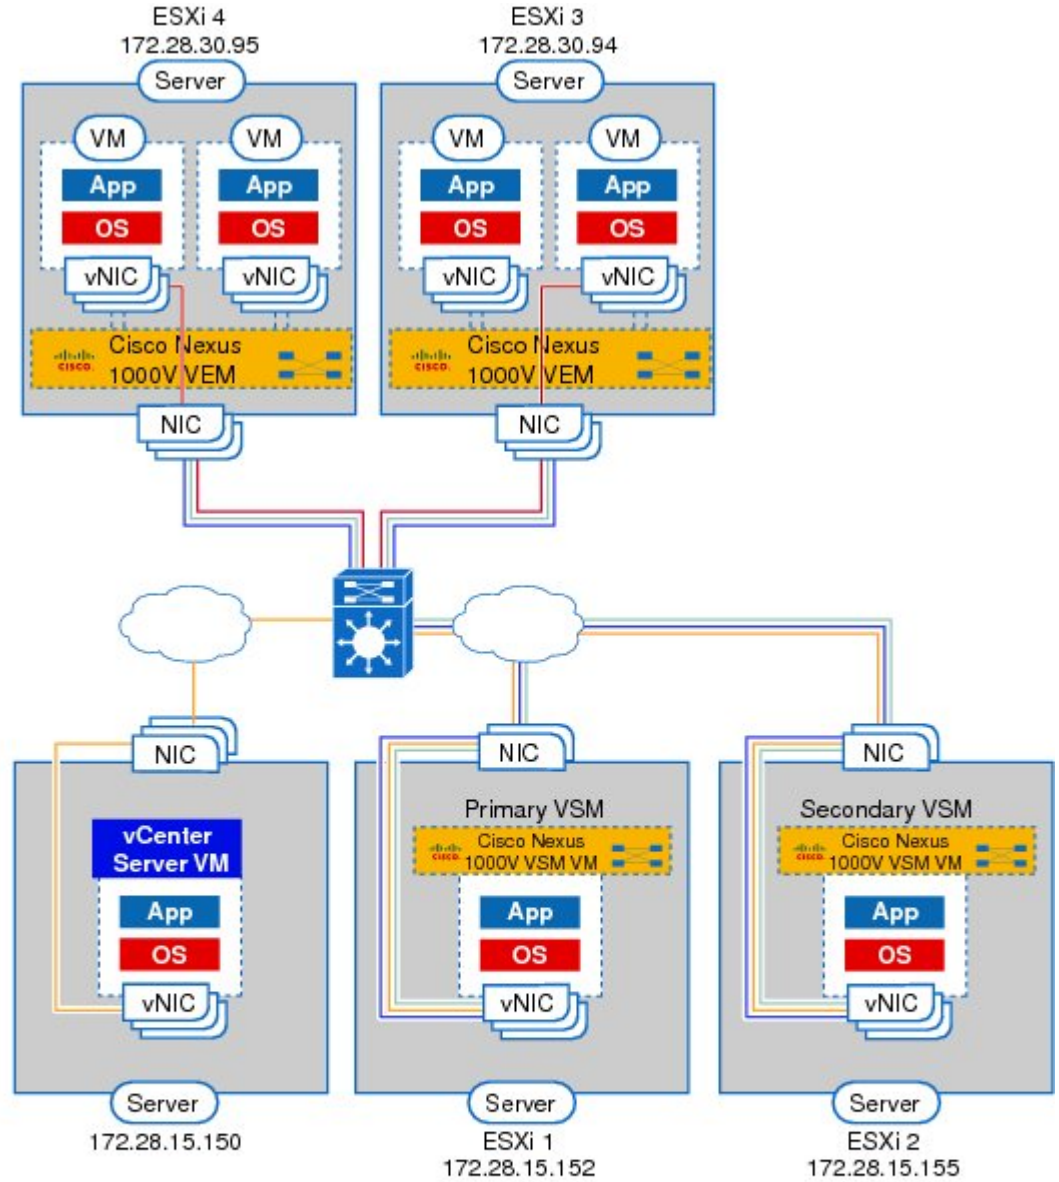 ESXi 4
172.28.30.95
Server
VM
VM
App
App
OS
OS
vNIC
vNIC
CISCO.
Cisco Nexus
1000V VEM
NIC
ESXi 3
172.28.30.94
Server
VM
VM
App
App
OS
OS
vNIC
vNIC
CISCO.
Cisco Nexus
1000V VEM
NIC
NIC
vCenter
Server VM
App
OS
vNIC
Server
172.28.15.150
NIC
Primary VSM
CISCO.
Cisco Nexus
1000V VSM VM
App
OS
vNIC
Server
ESXi 1
172.28.15.152
NIC
Secondary VSM
CISCO.
Cisco Nexus
1000V VSM VM
App
OS
vNIC
Server
ESXi 2
172.28.15.155